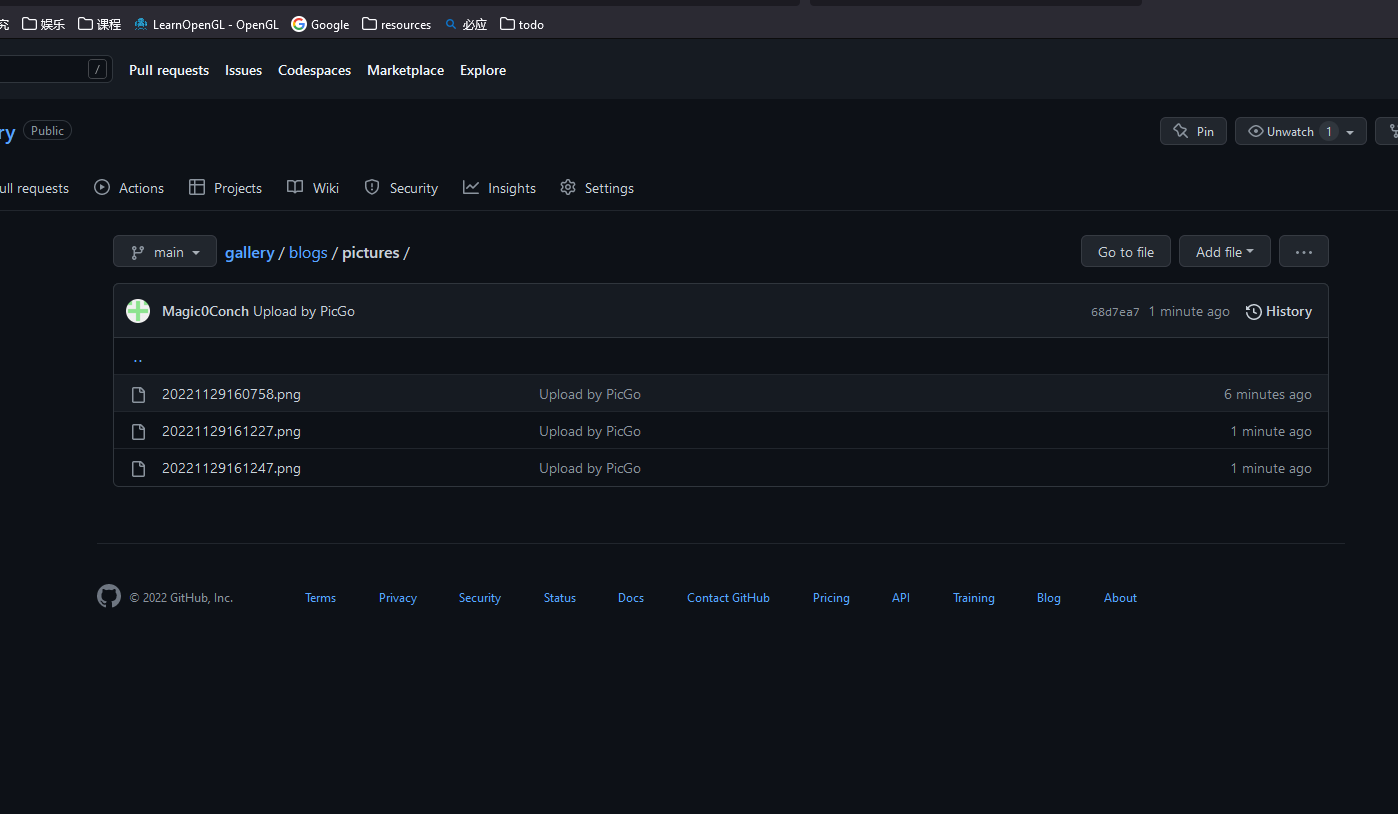 究 娱乐 课程 LearnOpenGL - OpenGL Google resources 必应 todo
/ Pull requests Issues Codespaces Marketplace Explore
ry Public Pin Unwatch 1
ull requests Actions Projects Wiki Security Insights Settings
main gallery / blogs / pictures / Go to file Add file ...
Magic0Conch Upload by PicGo 68d7ea7 1 minute ago History
..
20221129160758.png Upload by PicGo 6 minutes ago
20221129161227.png Upload by PicGo 1 minute ago
20221129161247.png Upload by PicGo 1 minute ago
© 2022 GitHub, Inc. Terms Privacy Security Status Docs Contact GitHub Pricing API Training Blog About